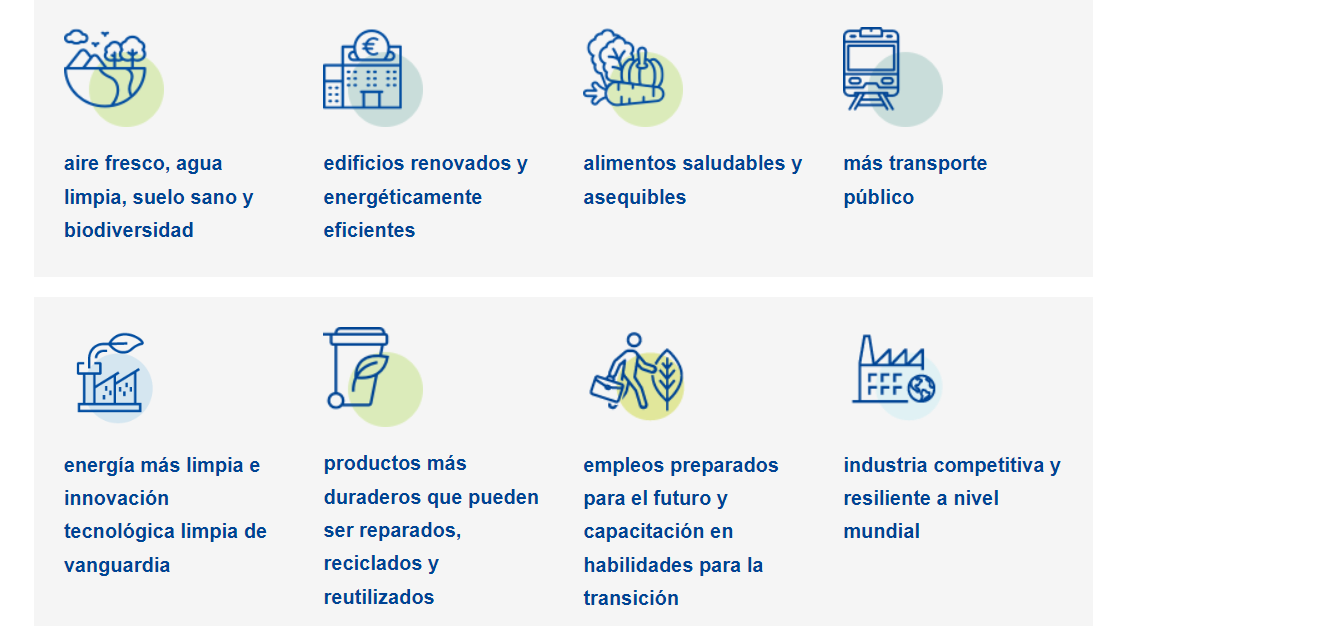 aire fresco, agua
limpia, suelo sano y
biodiversidad
edificios renovados y
energéticamente
eficientes
alimentos saludables y
asequibles
más transporte
público
energía más limpia e
innovación
tecnológica limpia de
vanguardia
productos más
duraderos que pueden
ser reparados,
reciclados y
reutilizados
empleos preparados
para el futuro y
capacitación en
habilidades para la
transición
industria competitiva y
resiliente a nivel
mundial